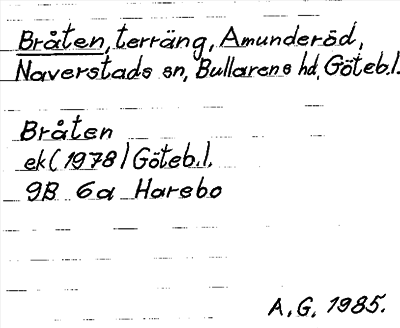 Bråten, terräng, Amunderöd,
Naverstads sn, Bullarens hd, Göteb.l.
Bråten
ek (1978) Göteb.l.
9B 6a Harebo
A.G. 1985.